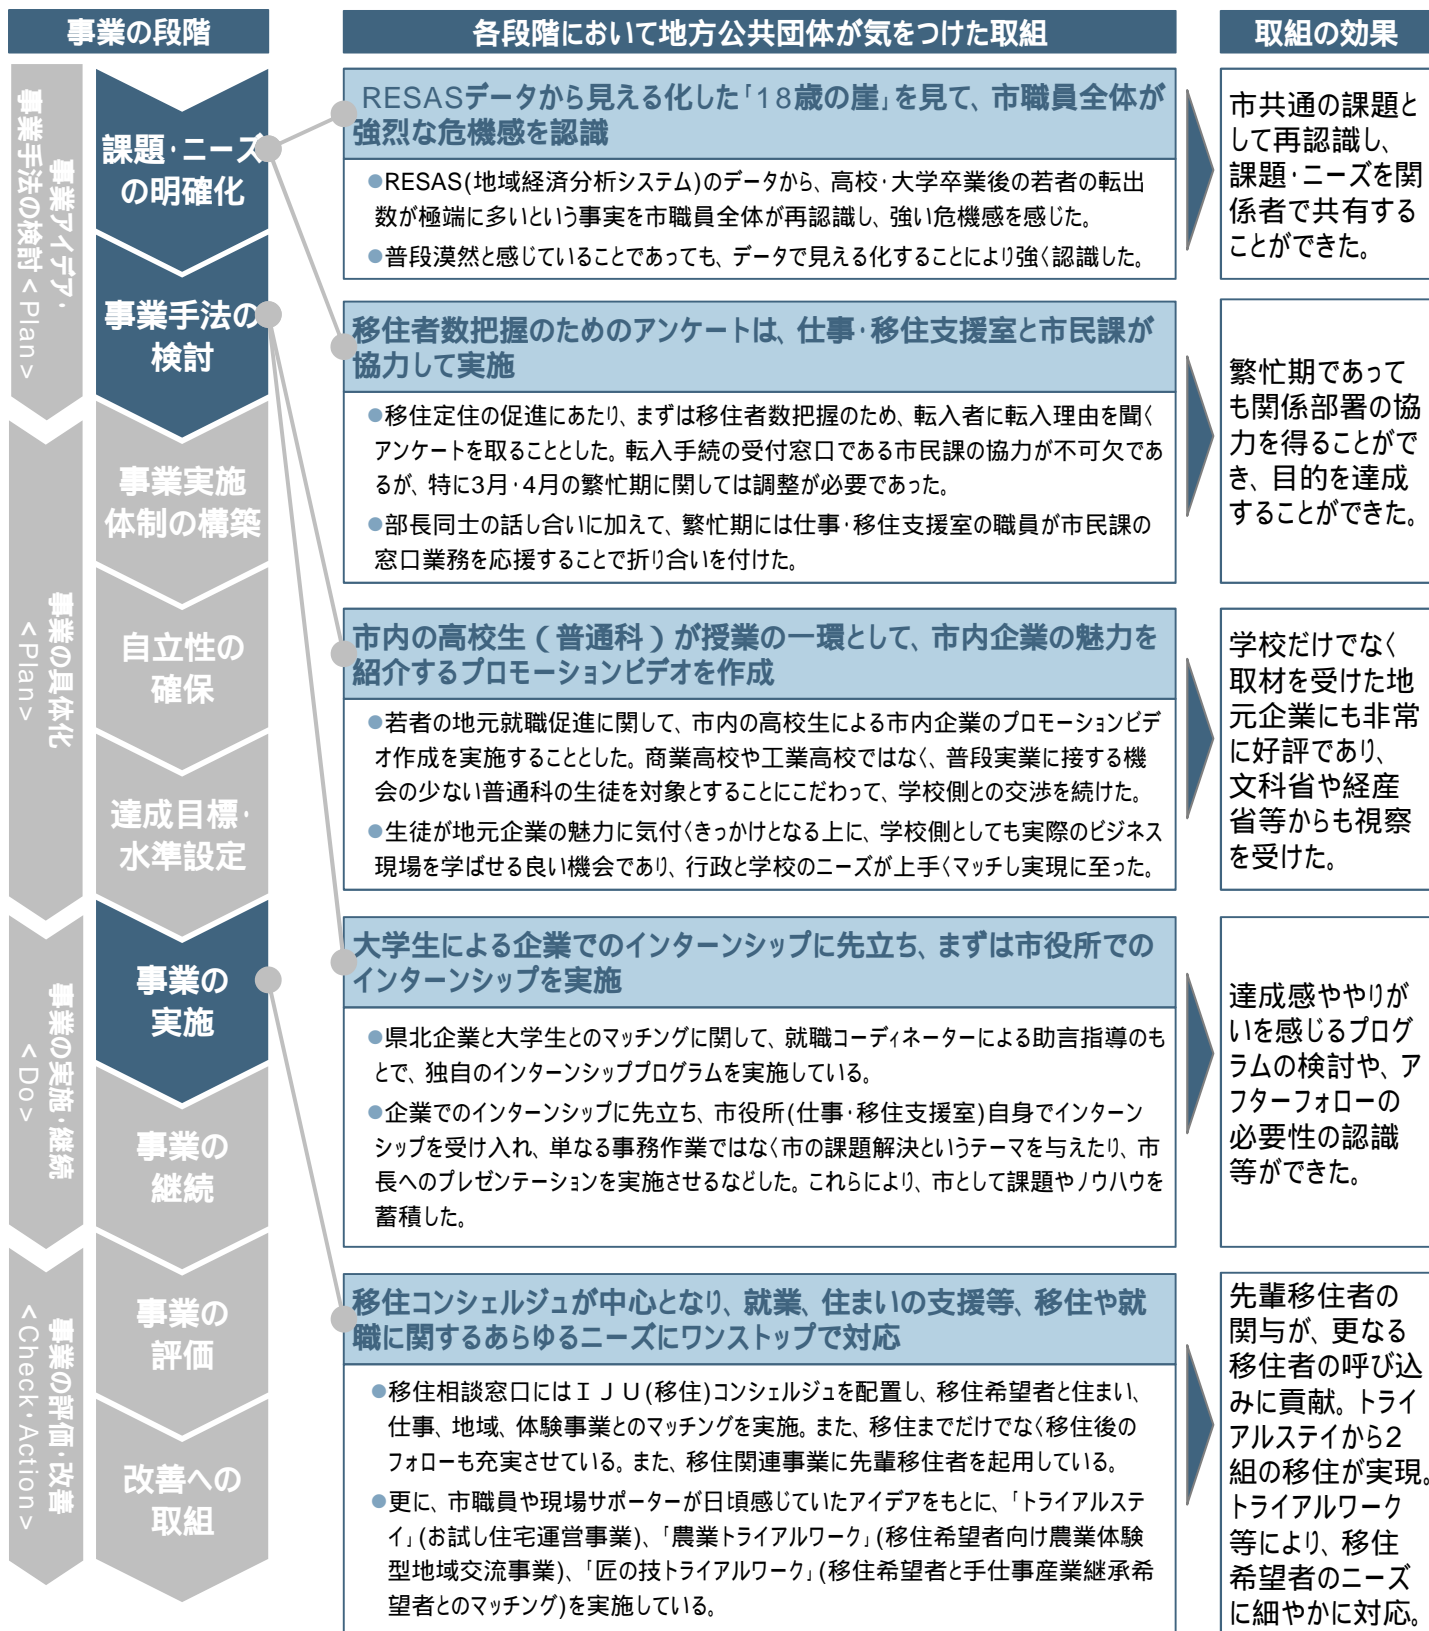 事業の段階
各段階において地方公共団体が気をつけた取組
取組の効果
事業アイデア・
事業手法の検討<Plan>
事業の具体化
<Plan>
事業の実施・継続
<Do>
事業の評価・改善
<Check・Action>
課題・ニーズ
の明確化
事業手法の
検討
事業実施
体制の構築
自立性の
確保
達成目標・
水準設定
事業の
実施
事業の
継続
事業の
評価
改善への
取組
RESASデータから見える化した「18歳の崖」を見て、市職員全体が
強烈な危機感を認識
●RESAS(地域経済分析システム)のデータから、高校・大学卒業後の若者の転出
数が極端に多いという事実を市職員全体が再認識し、強い危機感を感じた。
●普段漠然と感じていることであっても、データで見える化することにより強く認識した。
市共通の課題と
して再認識し、
課題・ニーズを関
係者で共有する
ことができた。
移住者数把握のためのアンケートは、仕事・移住支援室と市民課が
協力して実施
●移住定住の促進にあたり、まずは移住者数把握のため、転入者に転入理由を聞く
アンケートを取ることとした。転入手続の受付窓口である市民課の協力が不可欠であ
るが、特に3月・4月の繁忙期に関しては調整が必要であった。
●部長同士の話し合いに加えて、繁忙期には仕事・移住支援室の職員が市民課の
窓口業務を応援することで折り合いを付けた。
繁忙期であって
も関係部署の協
力を得ることがで
き、目的を達成
することができた。
市内の高校生（普通科）が授業の一環として、市内企業の魅力を
紹介するプロモーションビデオを作成
●若者の地元就職促進に関して、市内の高校生による市内企業のプロモーションビデ
オ作成を実施することとした。商業高校や工業高校ではなく、普段実業に接する機
会の少ない普通科の生徒を対象とすることにこだわって、学校側との交渉を続けた。
●生徒が地元企業の魅力に気付くきっかけとなる上に、学校側としても実際のビジネス
現場を学ばせる良い機会であり、行政と学校のニーズが上手くマッチし実現に至った。
学校だけでなく
取材を受けた地
元企業にも非常
に好評であり、
文科省や経産
省等からも視察
を受けた。
大学生による企業でのインターンシップに先立ち、まずは市役所での
インターンシップを実施
●県北企業と大学生とのマッチングに関して、就職コーディネーターによる助言指導のも
とで、独自のインターンシッププログラムを実施している。
●企業でのインターンシップに先立ち、市役所(仕事・移住支援室)自身でインターン
シップを受け入れ、単なる事務作業ではなく市の課題解決というテーマを与えたり、市
長へのプレゼンテーションを実施させるなどした。これらにより、市として課題やノウハウを
蓄積した。
達成感ややりが
いを感じるプログ
ラムの検討や、ア
フターフォローの
必要性の認識
等ができた。
移住コンシェルジュが中心となり、就業、住まいの支援等、移住や就
職に関するあらゆるニーズにワンストップで対応
●移住相談窓口にはＩＪＵ(移住)コンシェルジュを配置し、移住希望者と住まい、
仕事、地域、体験事業とのマッチングを実施。また、移住までだけでなく移住後の
フォローも充実させている。また、移住関連事業に先輩移住者を起用している。
●更に、市職員や現場サポーターが日頃感じていたアイデアをもとに、「トライアルステ
イ」(お試し住宅運営事業)、「農業トライアルワーク」(移住希望者向け農業体験
型地域交流事業)、「匠の技トライアルワーク」(移住希望者と手仕事産業継承希
望者とのマッチング)を実施している。
先輩移住者の
関与が、更なる
移住者の呼び込
みに貢献。トライ
アルステイから2
組の移住が実現。
トライアルワーク
等により、移住
希望者のニーズ
に細やかに対応。